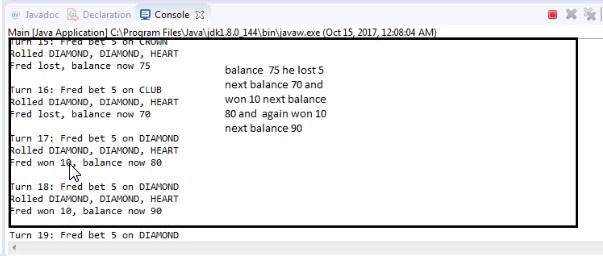 Javadoc Declaration Console
Main [Java Application] C:\Program Files\Java\jdk1.8.0_144\bin\javaw.exe (Oct 15, 2017, 12:08:04 AM)
Turn 15: Fred bet 5 on CROWN
Rolled DIAMOND, DIAMOND, HEART
Fred lost, balance now 75
Turn 16: Fred bet 5 on CLUB
Rolled DIAMOND, DIAMOND, HEART
Fred lost, balance now 70
Turn 17: Fred bet 5 on DIAMOND
Rolled DIAMOND, DIAMOND, HEART
Fred won 10, balance now 80
Turn 18: Fred bet 5 on DIAMOND
Rolled DIAMOND, DIAMOND, HEART
Fred won 10, balance now 90
Turn 19: Fred bet 5 on DIAMOND
balance 75 he lost 5
next balance 70 and
won 10 next balance
80 and again won 10
next balance 90